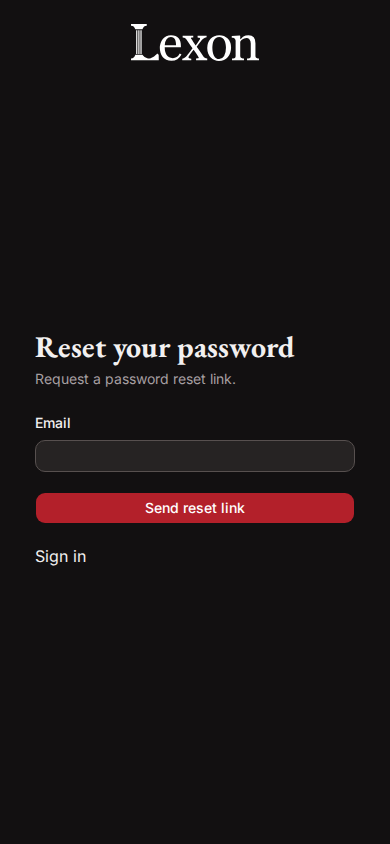 Lexon
Reset your password
Request a password reset link.
Email
Send reset link
Sign in